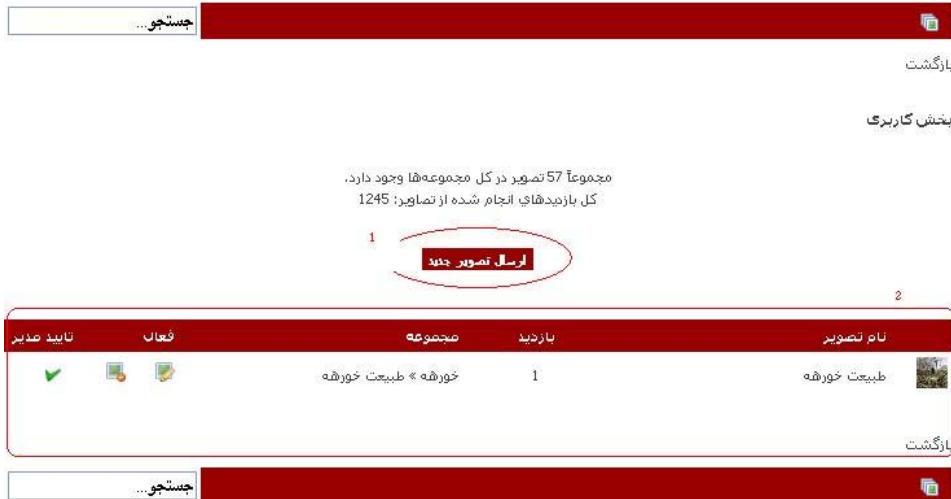 جستجو...
بازگشت
بخش کاربری
مجموعاً 57 تصویر در کل مجموعه‌ها وجود دارد.
کل بازدیدهاي انجام شده از تصاویر: 1245
1
ارسال تصویر جدید
2
نام تصویر بازدید مجموعه فعال تایید مدیر
طبیعت خورهه 1 خورهه » طبیعت خورهه
بازگشت
جستجو...